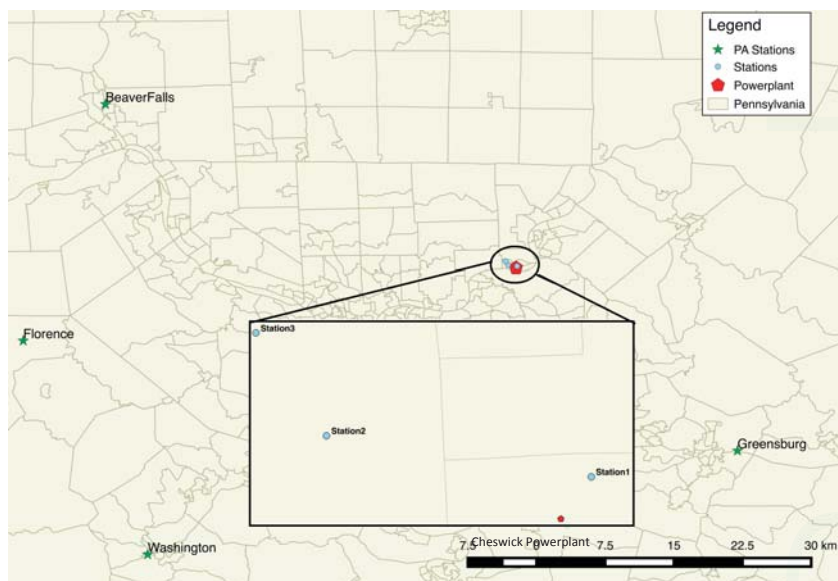 Legend
PA Stations
Stations
Powerplant
Pennsylvania
BeaverFalls
Florence
Station3
Station2
Station1
Greensburg
Washington
Cheswick Powerplant
7.5 0 7.5 15 22.5 30 km